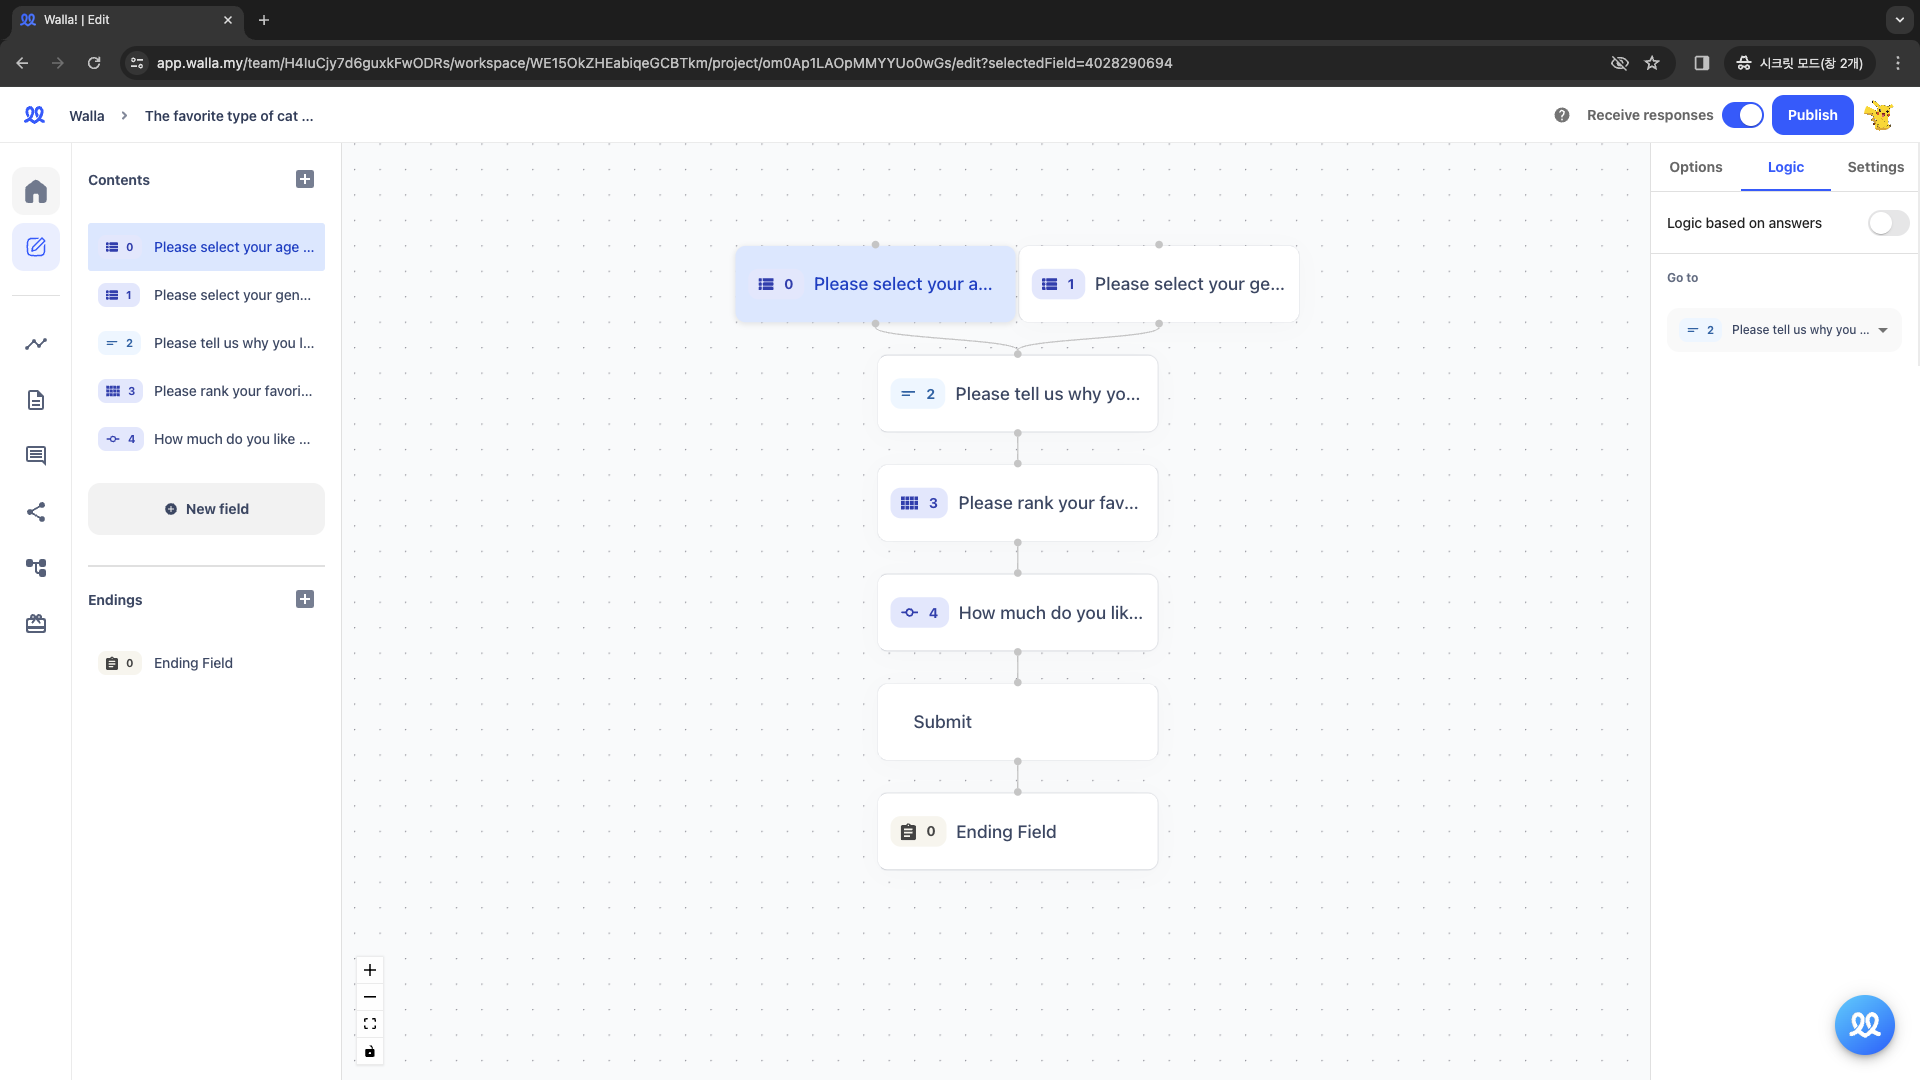 Walla! | Edit
app.walla.my/team/H4IuCjy7d6guxkFwODRs/workspace/WE15OkZHEabiqeGCBTkm/project/om0Ap1LAOpMMYYUo0wGs/edit?selectedField=4028290694
시크릿 모드(창 2개)
Walla
The favorite type of cat ...
Receive responses
Publish
Contents
0 Please select your age ...
1 Please select your gen...
2 Please tell us why you l...
3 Please rank your favori...
4 How much do you like ...
New field
Endings
0 Ending Field
0 Please select your a...
1 Please select your ge...
2 Please tell us why yo...
3 Please rank your fav...
4 How much do you lik...
Submit
0 Ending Field
Options
Logic
Settings
Logic based on answers
Go to
2 Please tell us why you ...